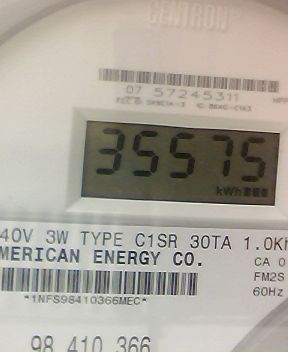 CENTRON
07 57245311
35575
kWh
40V 3W TYPE C1SR 30TA 1.0Kh
MERICAN ENERGY CO.
CA 0
FM2S
60Hz
*1NFS98410366MEC*
98 410 366